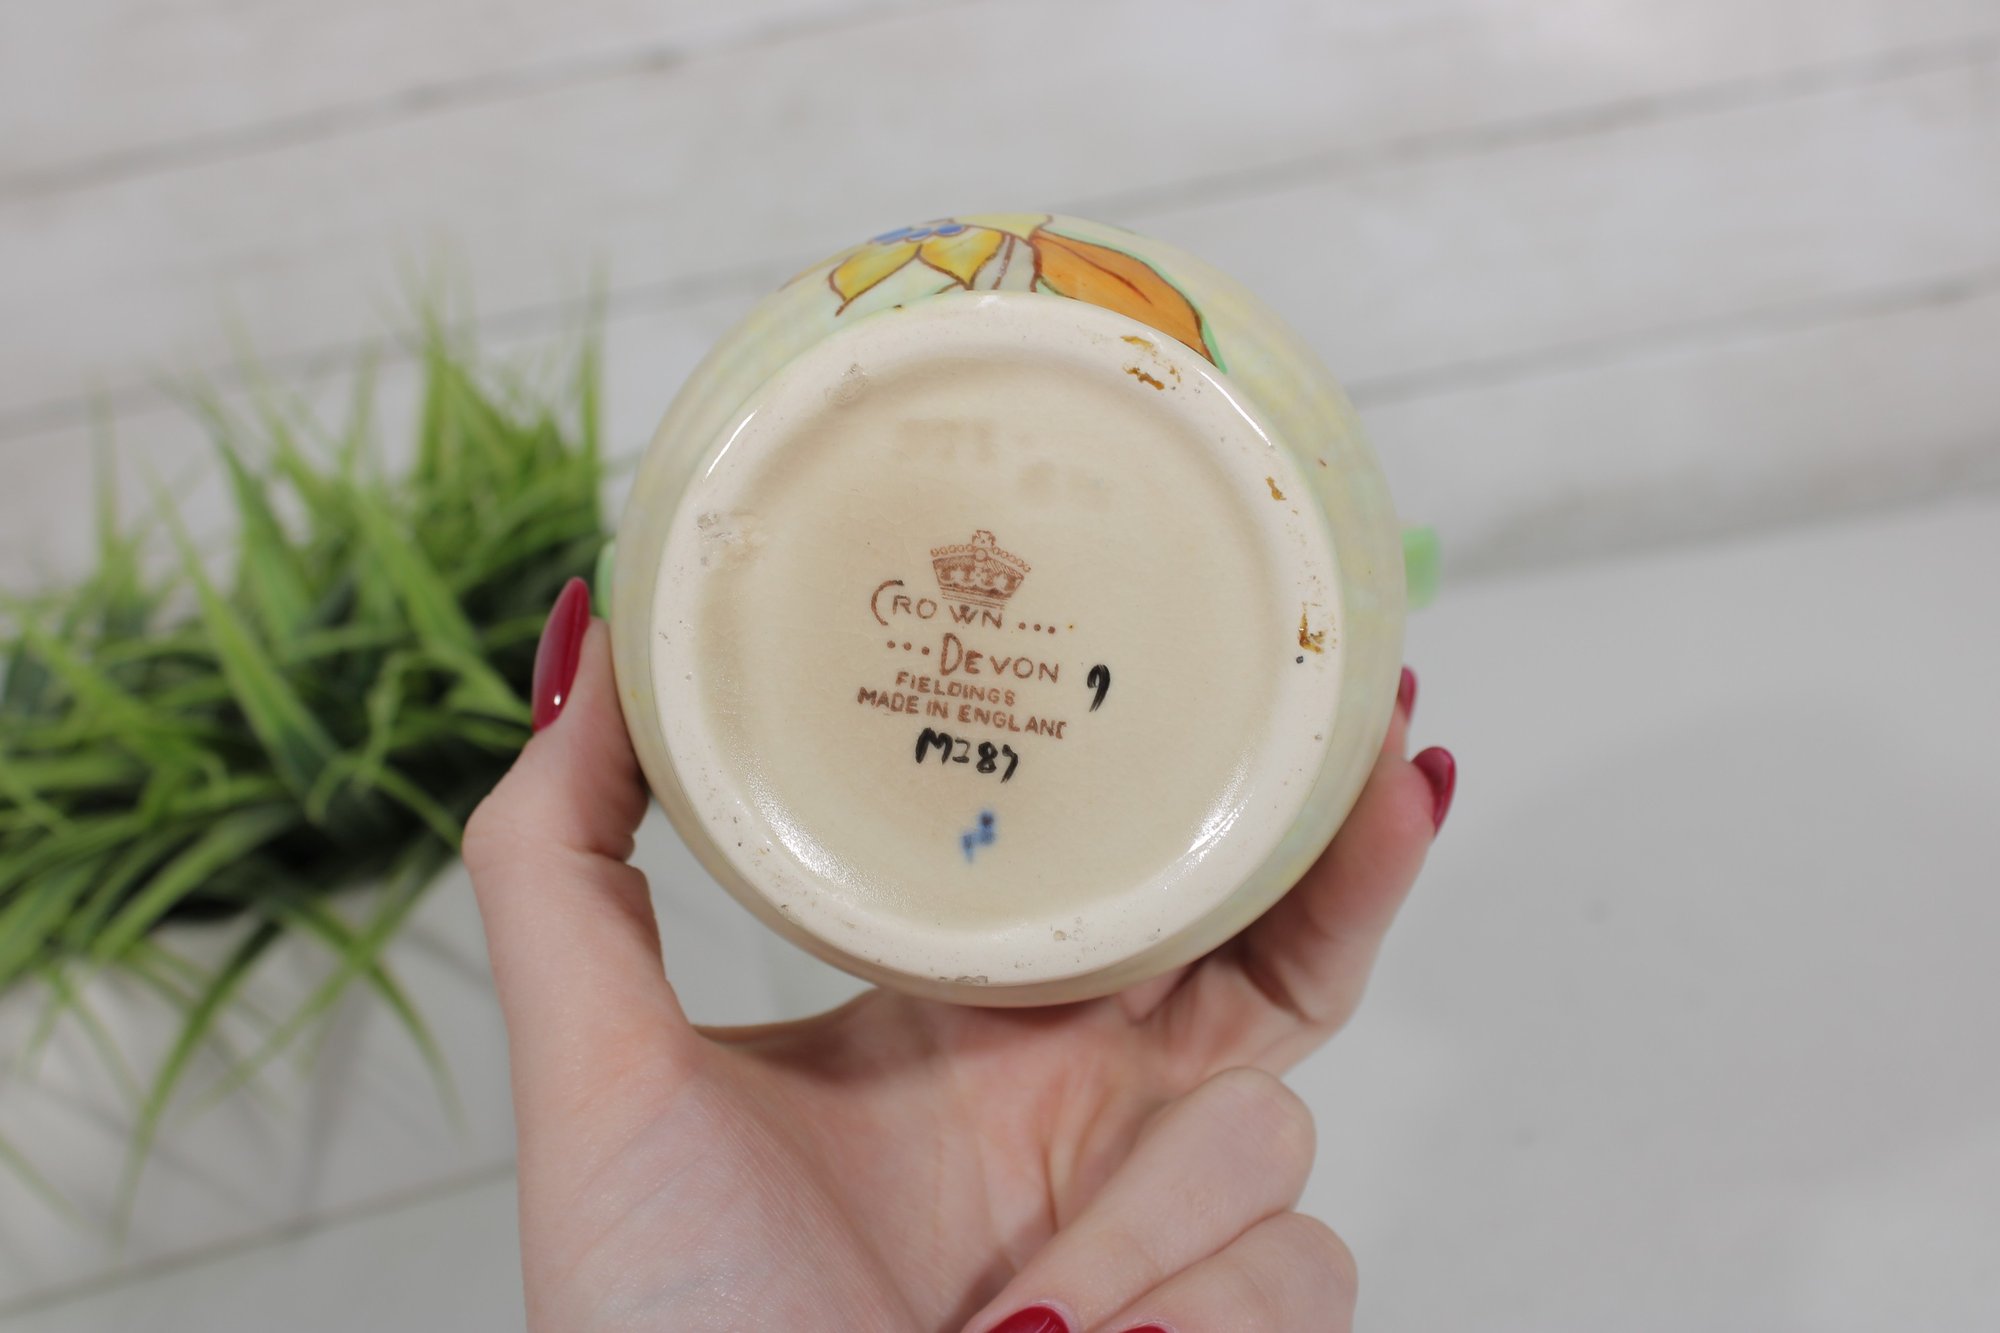 CROWN...
...DEVON
FIELDINGS
MADE IN ENGLAND
M287